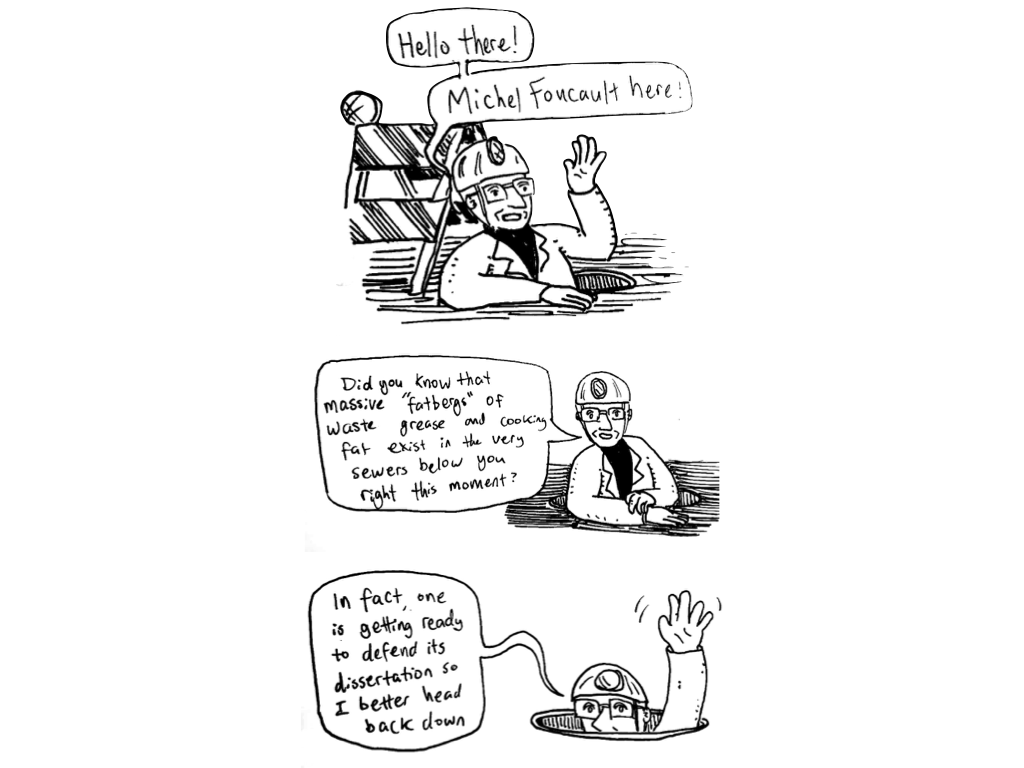 Hello there!
Michel Foucault here!
Did you know that
massive "fatbergs" of
waste grease and cooking
fat exist in the very
sewers below you
right this moment?
In fact, one
is getting ready
to defend its
dissertation so
I better head
back down